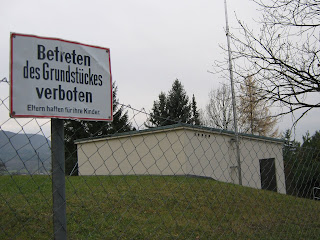 Betreten
des Grundstückes
verboten
Eltern haften für ihre Kinder